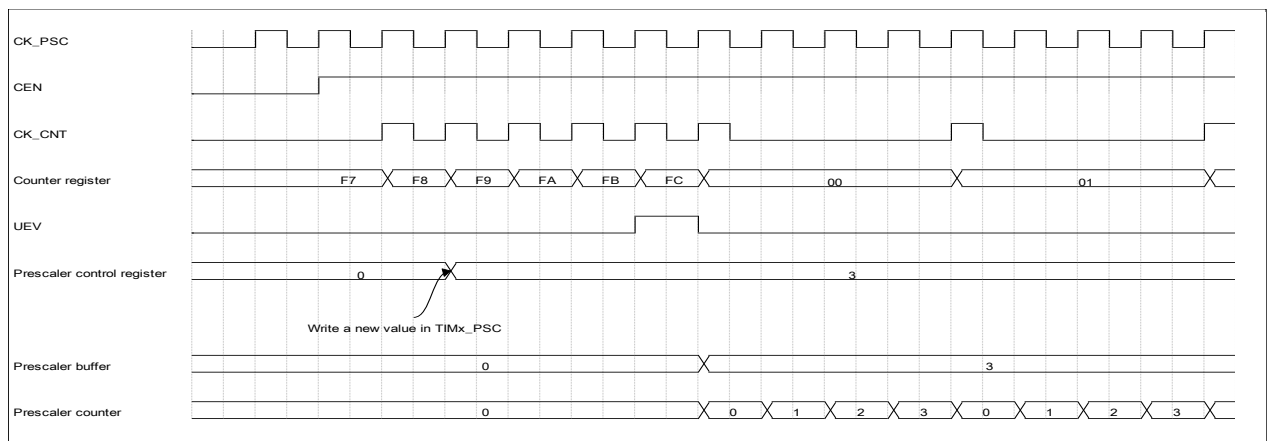 CK_PSC
CEN
CK_CNT
Counter register F7 F8 F9 FA FB FC 00 01
UEV
Prescaler control register 0 3
Write a new value in TIMx_PSC
Prescaler buffer 0 3
Prescaler counter 0 0 1 2 3 0 1 2 3